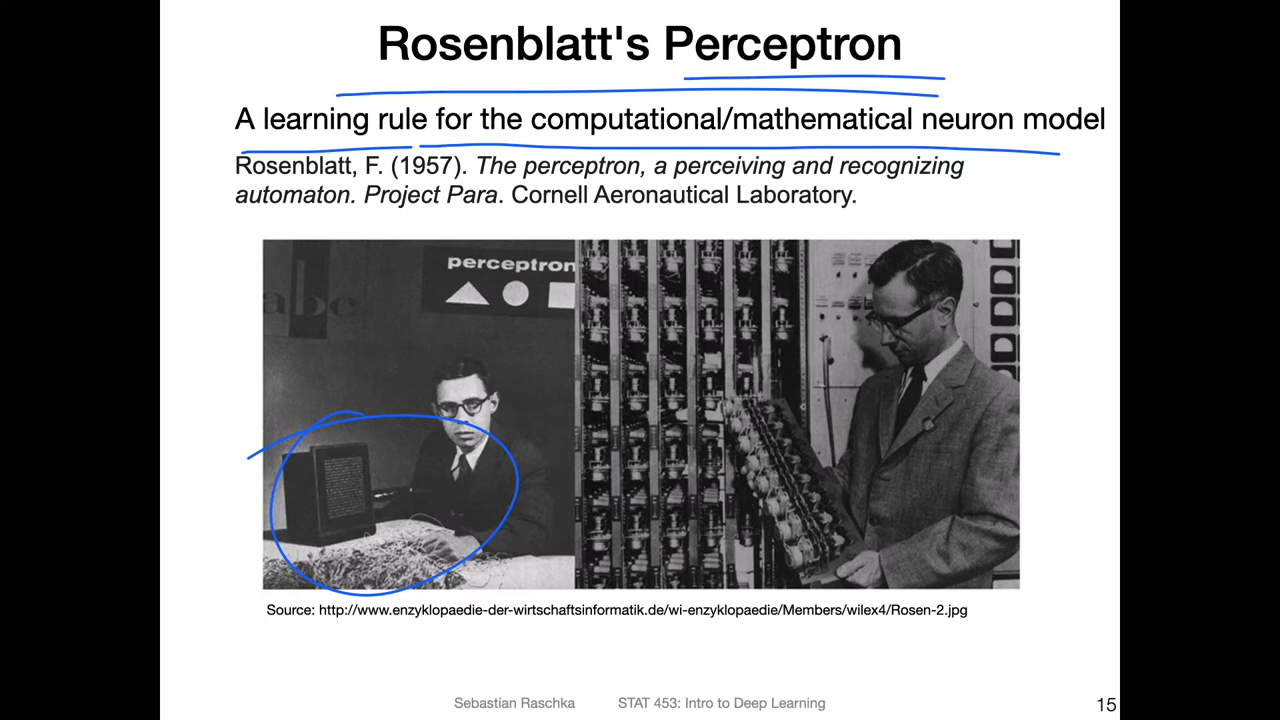 Rosenblatt's Perceptron
A learning rule for the computational/mathematical neuron model
Rosenblatt, F. (1957). The perceptron, a perceiving and recognizing
automaton. Project Para. Cornell Aeronautical Laboratory.
abc
perceptron
Source: http://www.enzyklopaedie-der-wirtschaftsinformatik.de/wi-enzyklopaedie/Members/wilex4/Rosen-2.jpg
Sebastian Raschka STAT 453: Intro to Deep Learning
15